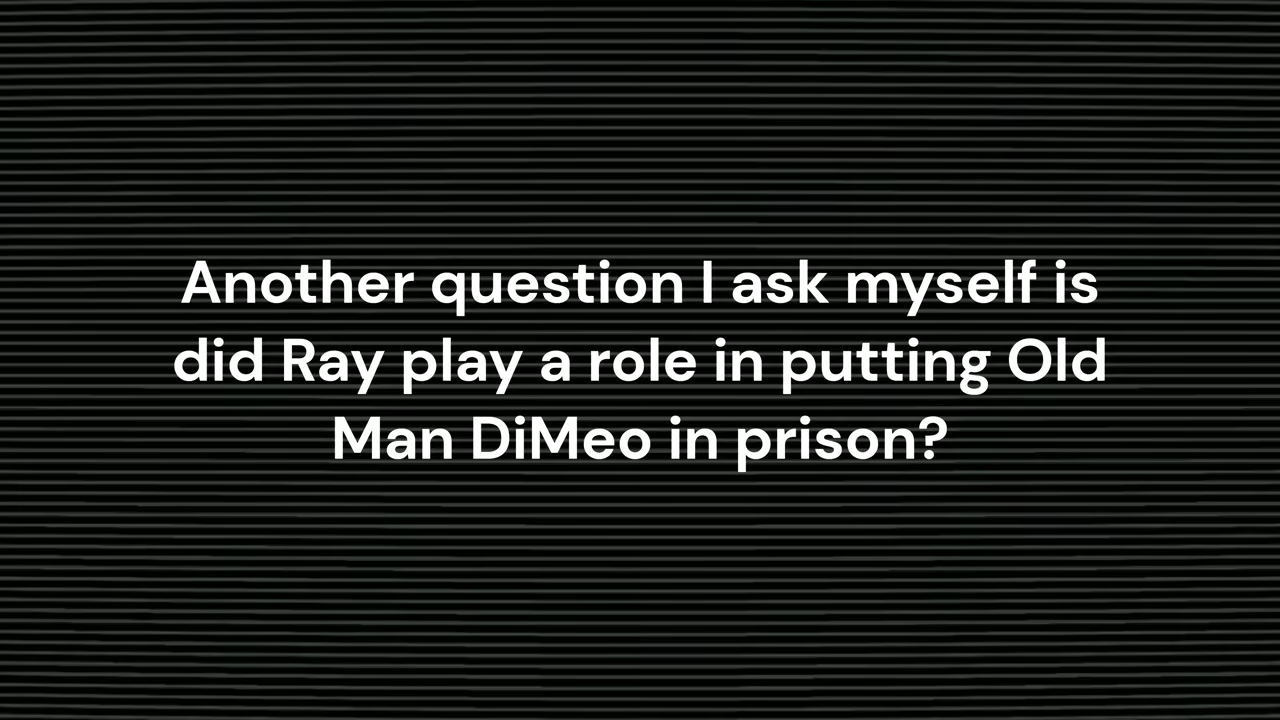 Another question I ask myself is
did Ray play a role in putting Old
Man DiMeo in prison?